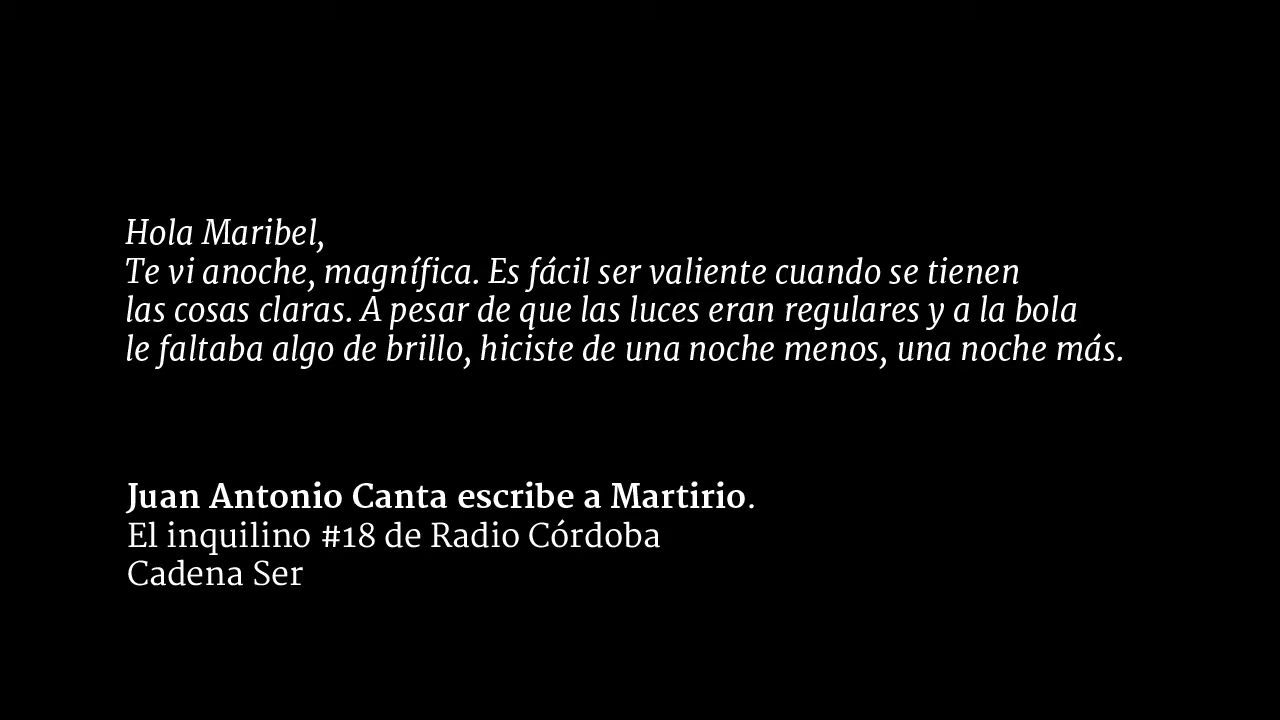 Hola Maribel,
Te vi anoche, magnífica. Es fácil ser valiente cuando se tienen
las cosas claras. A pesar de que las luces eran regulares y a la bola
le faltaba algo de brillo, hiciste de una noche menos, una noche más.
Juan Antonio Canta escribe a Martirio.
El inquilino #18 de Radio Córdoba
Cadena Ser